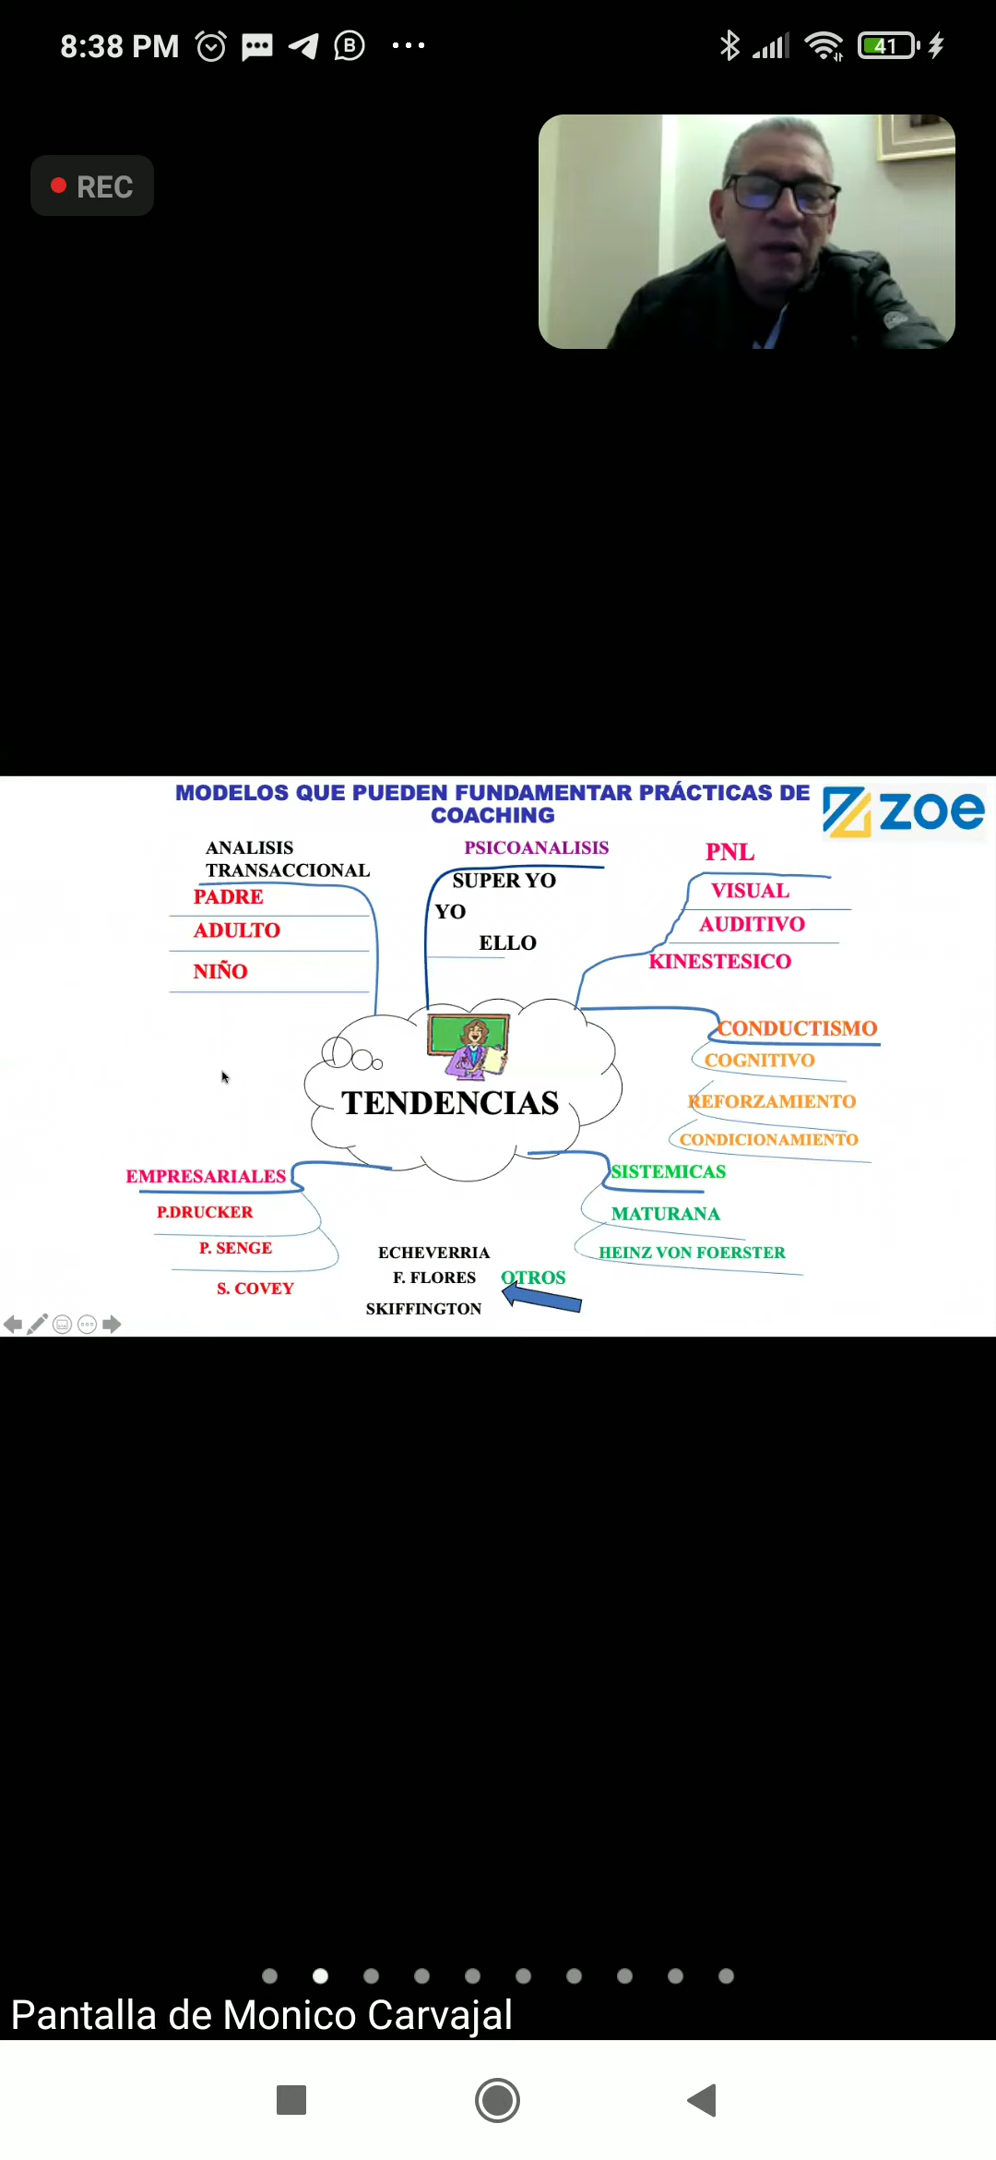 8:38 PM
41
REC
MODELOS QUE PUEDEN FUNDAMENTAR PRÁCTICAS DE
COACHING
zoe
ANALISIS
TRANSACCIONAL
PADRE
ADULTO
NIÑO
PSICOANALISIS
SUPER YO
YO
ELLO
PNL
VISUAL
AUDITIVO
KINESTESICO
CONDUCTISMO
COGNITIVO
REFORZAMIENTO
CONDICIONAMIENTO
TENDENCIAS
EMPRESARIALES
P.DRUCKER
P. SENGE
S. COVEY
SISTEMICAS
MATURANA
HEINZ VON FOERSTER
ECHEVERRIA
F. FLORES
SKIFFINGTON
OTROS
Pantalla de Monico Carvajal